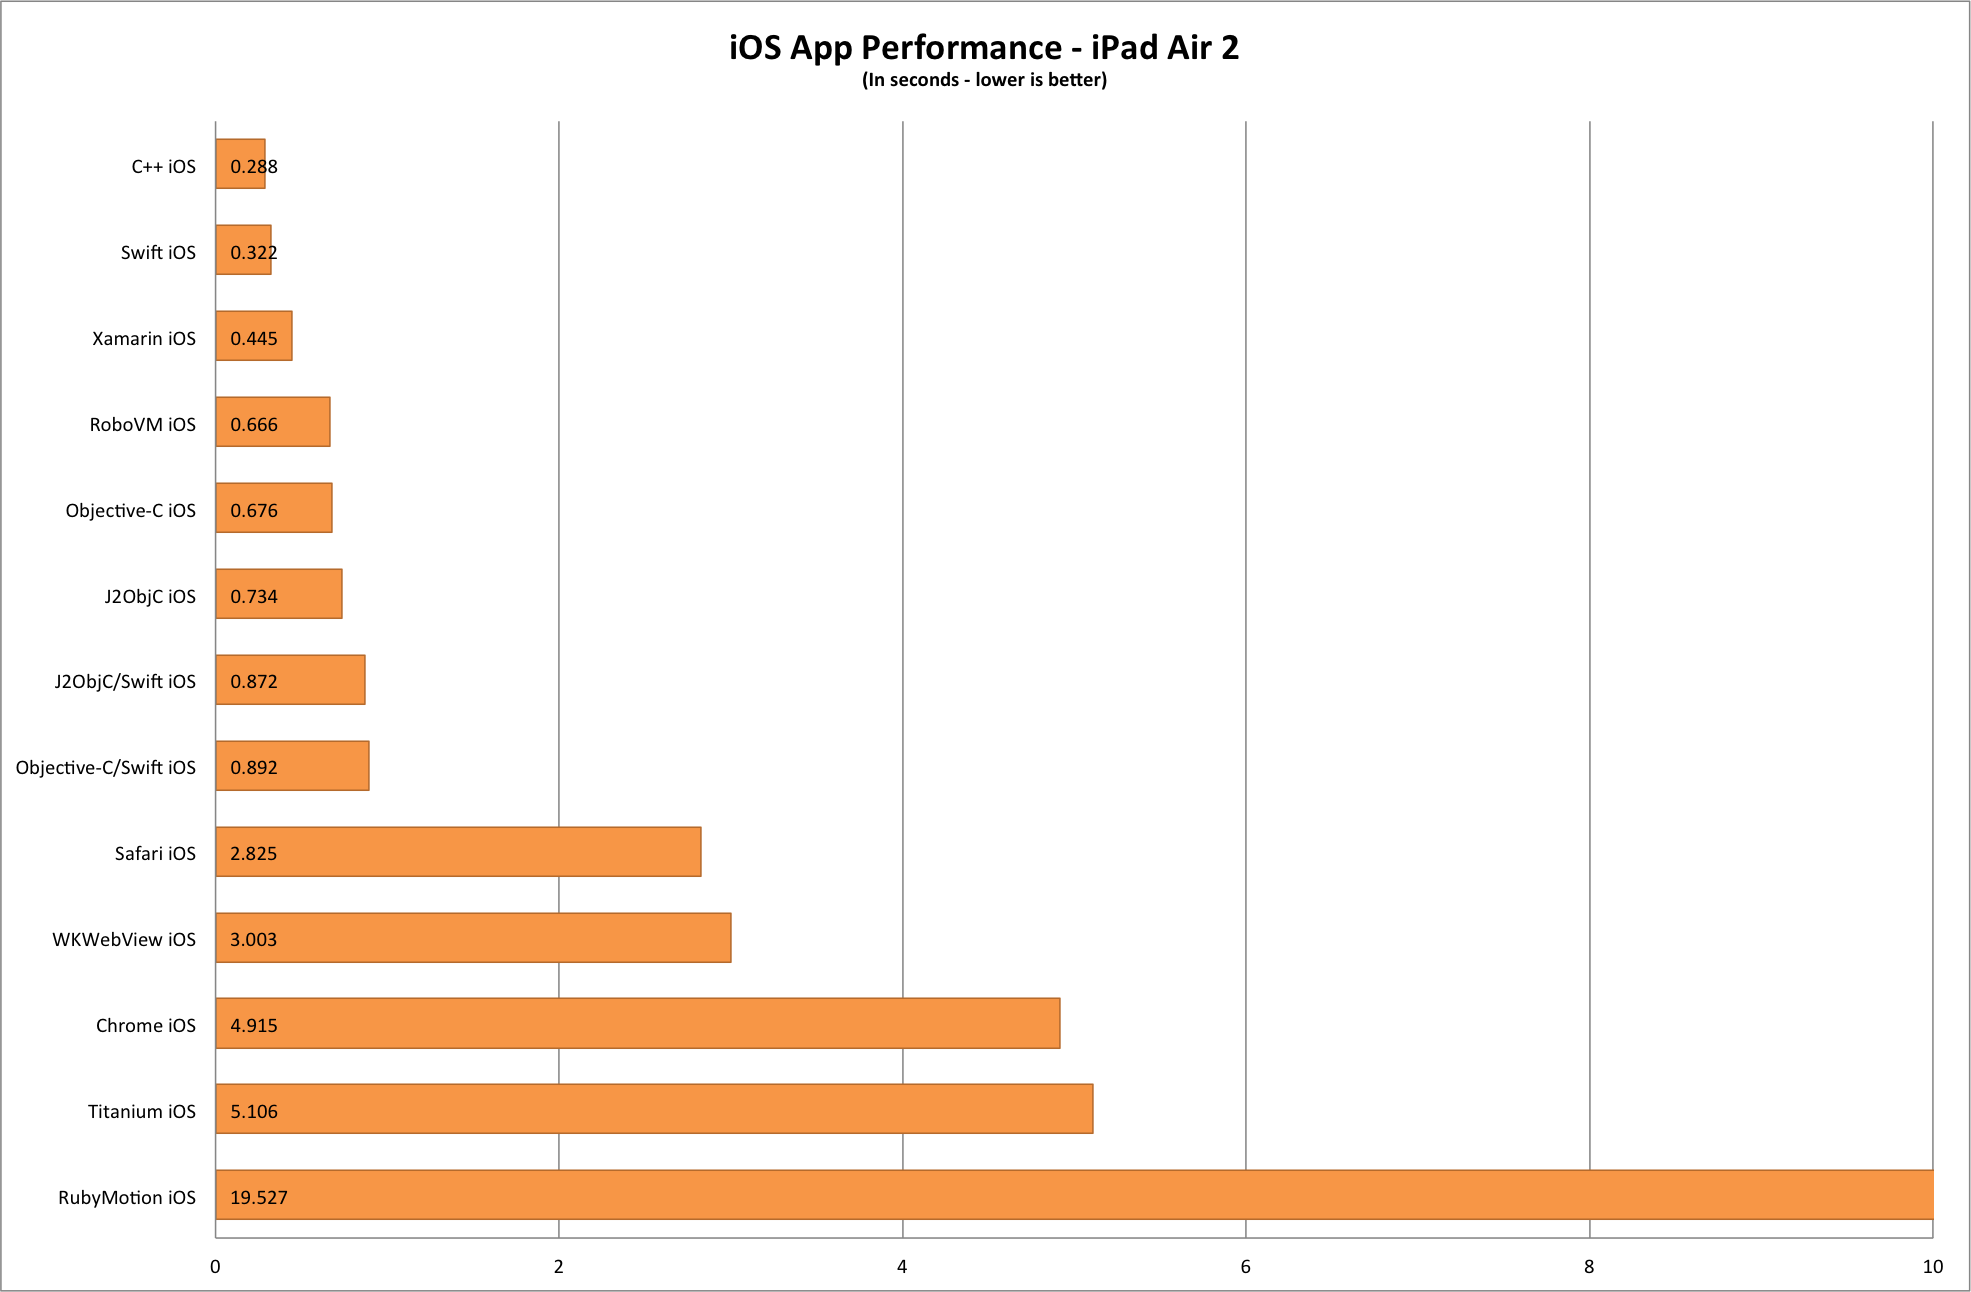 iOS App Performance - iPad Air 2
(In seconds - lower is better)
C++ iOS 0.288
Swift iOS 0.322
Xamarin iOS 0.445
RoboVM iOS 0.666
Objective-C iOS 0.676
J2ObjC iOS 0.734
J2ObjC/Swift iOS 0.872
Objective-C/Swift iOS 0.892
Safari iOS 2.825
WKWebView iOS 3.003
Chrome iOS 4.915
Titanium iOS 5.106
RubyMotion iOS 19.527
0 2 4 6 8 10